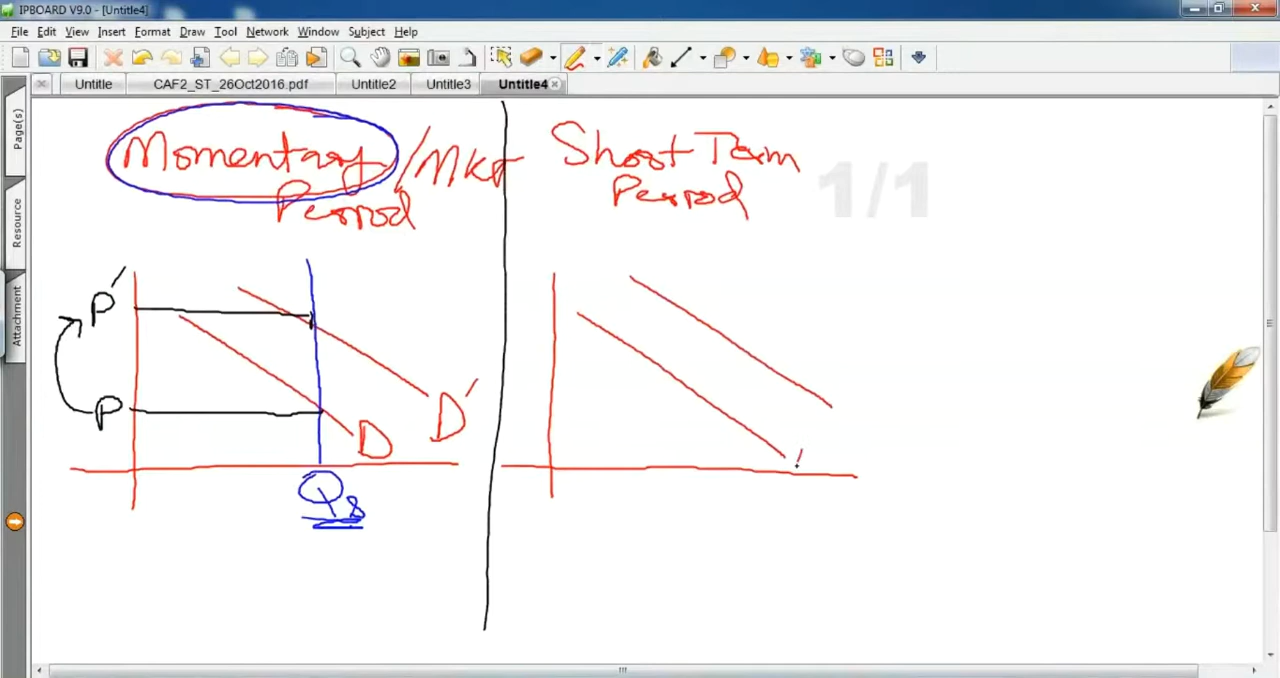 IPBOARD V9.0 - [Untitle4]
File Edit View Insert Format Draw Tool Network Window Subject Help
Untitle CAF2_ST_26Oct2016.pdf Untitle2 Untitle3 Untitle4
Page(s)
Resource
Attachment
Momentary /Mkt
Period
Short Term
Period
1/1
P'
P
D'
D
Qs